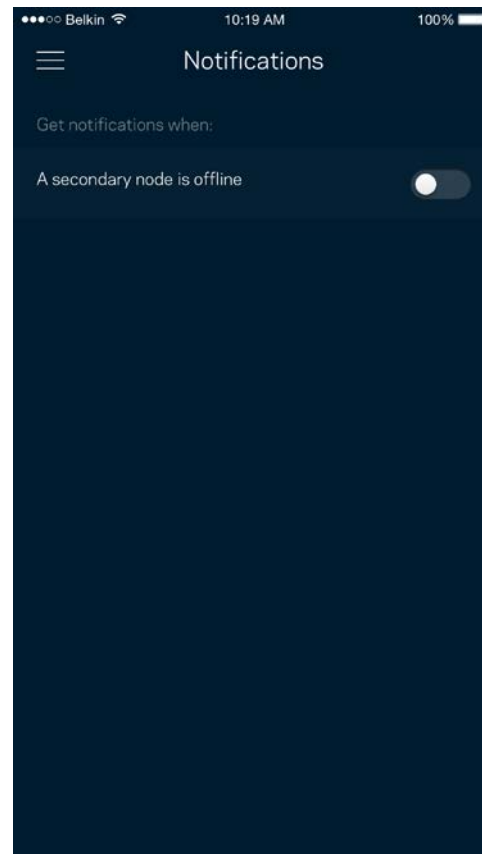 Belkin 10:19 AM 100%
Notifications
Get notifications when:
A secondary node is offline